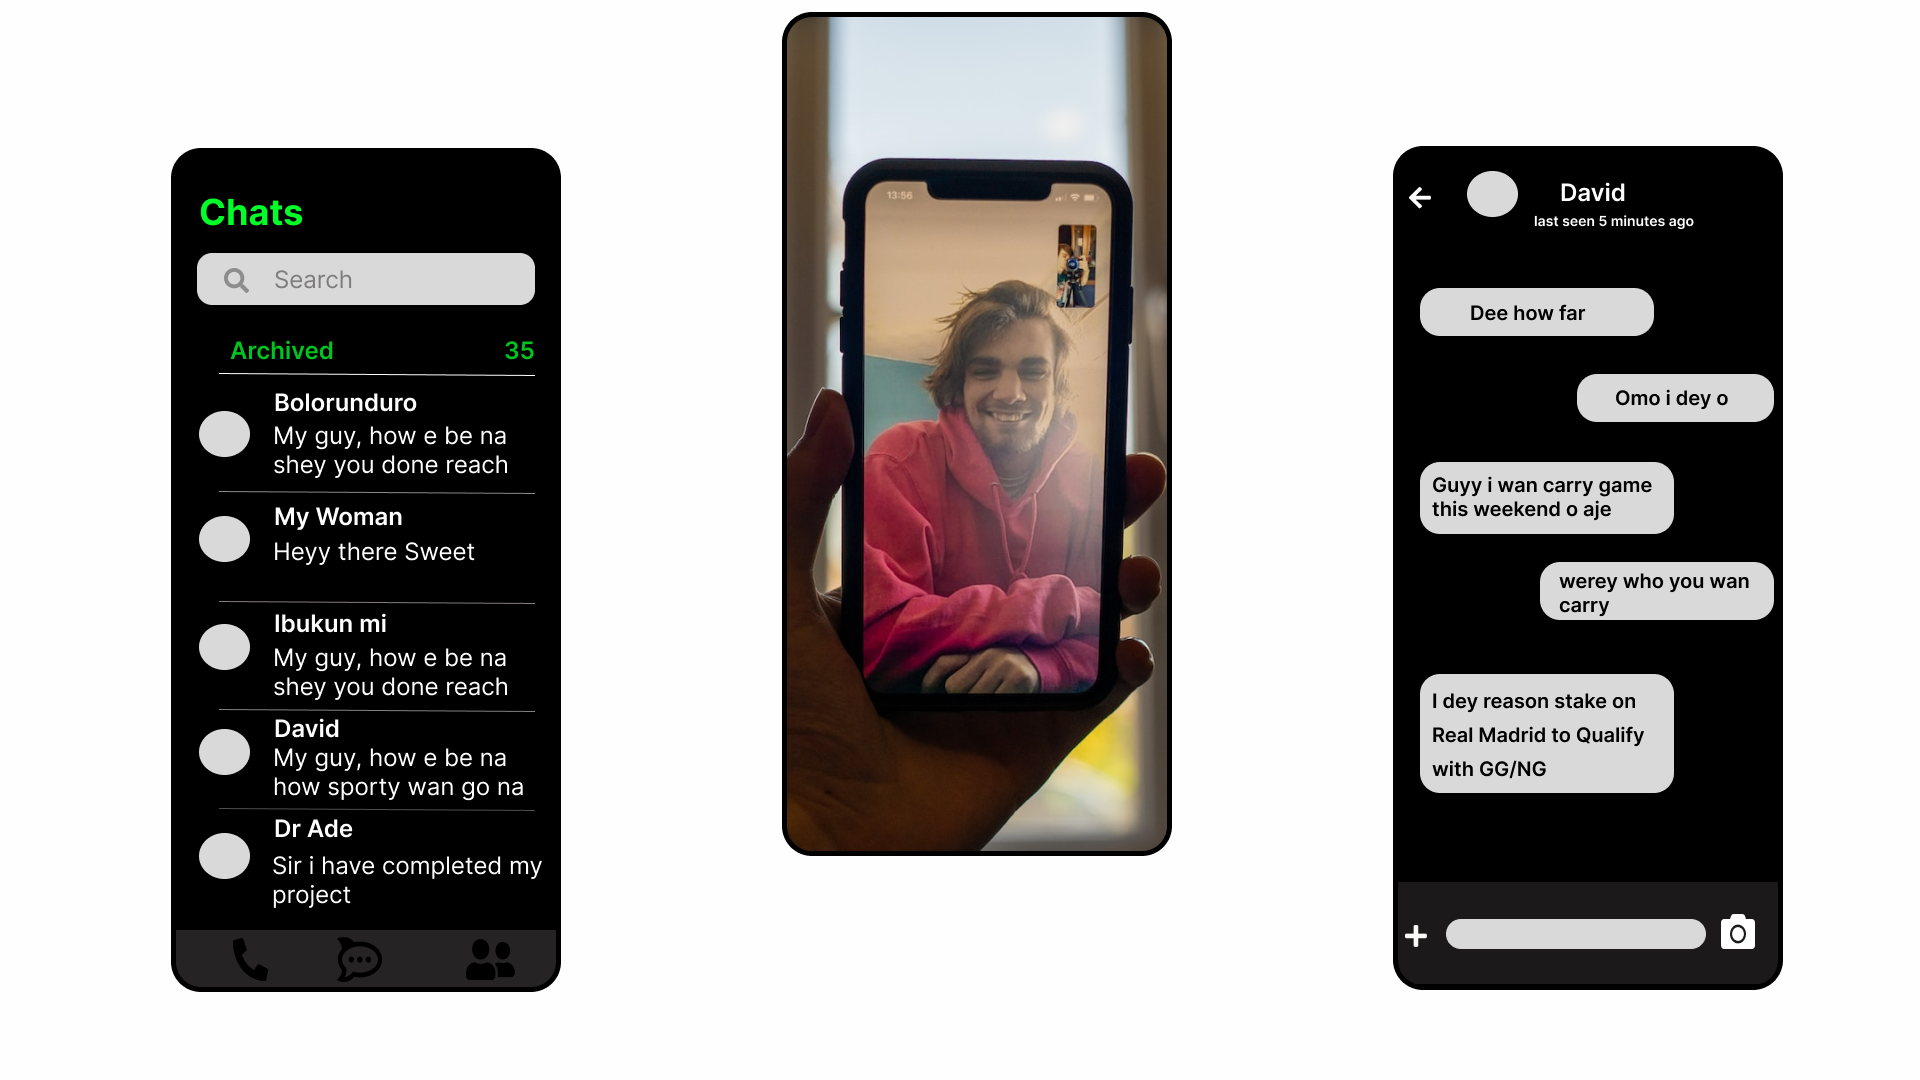 Chats
Search
Archived 35
Bolorunduro
My guy, how e be na
shey you done reach
My Woman
Heyy there Sweet
Ibukun mi
My guy, how e be na
shey you done reach
David
My guy, how e be na
how sporty wan go na
Dr Ade
Sir i have completed my
project
13:56
David
last seen 5 minutes ago
Dee how far
Omo i dey o
Guyy i wan carry game
this weekend o aje
werey who you wan
carry
I dey reason stake on
Real Madrid to Qualify
with GG/NG